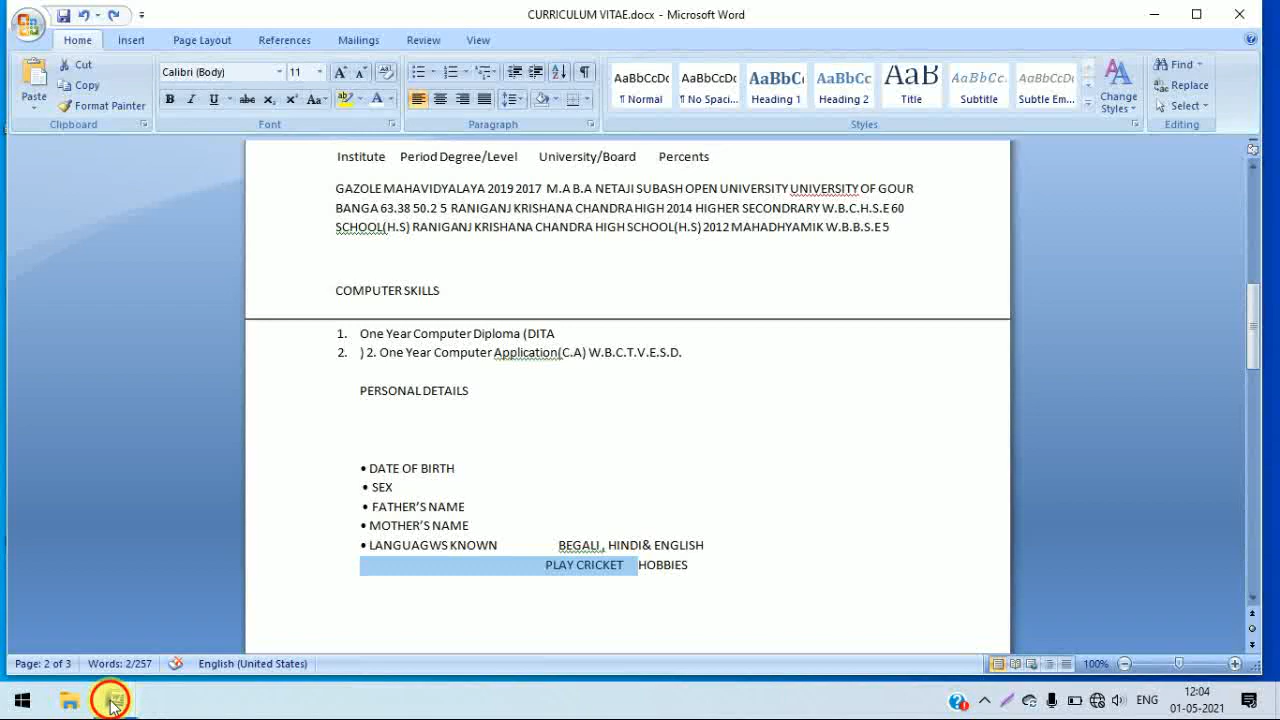 CURRICULUM VITAE.docx - Microsoft Word
Home Insert Page Layout References Mailings Review View
Paste Cut Copy Format Painter Clipboard
Calibri (Body) 11
Font
Paragraph
AaBbCcDc AaBbCcDc AaBbC AaBbCc AaB AaBbCc. AaBbCcDc
¶ Normal ¶ No Spaci... Heading 1 Heading 2 Title Subtitle Subtle Em...
Change Styles
Styles
Find
Replace
Select
Editing
Institute Period Degree/Level University/Board Percents
GAZOLE MAHAVIDYALAYA 2019 2017 M.A B.A NETAJI SUBASH OPEN UNIVERSITY UNIVERSITY OF GOUR
BANGA 63.38 50.2 5 RANIGANJ KRISHANA CHANDRA HIGH 2014 HIGHER SECONDRARY W.B.C.H.S.E 60
SCHOOL(H.S) RANIGANJ KRISHANA CHANDRA HIGH SCHOOL(H.S) 2012 MAHADHYAMIK W.B.B.S.E 5
COMPUTER SKILLS
1. One Year Computer Diploma (DITA
2. ) 2. One Year Computer Application(C.A) W.B.C.T.V.E.S.D.
PERSONAL DETAILS
• DATE OF BIRTH
• SEX
• FATHER'S NAME
• MOTHER'S NAME
• LANGUAGWS KNOWN BEGALI , HINDI& ENGLISH
PLAY CRICKET HOBBIES
Page: 2 of 3 Words: 2/257 English (United States) 100%
ENG 12:04
01-05-2021